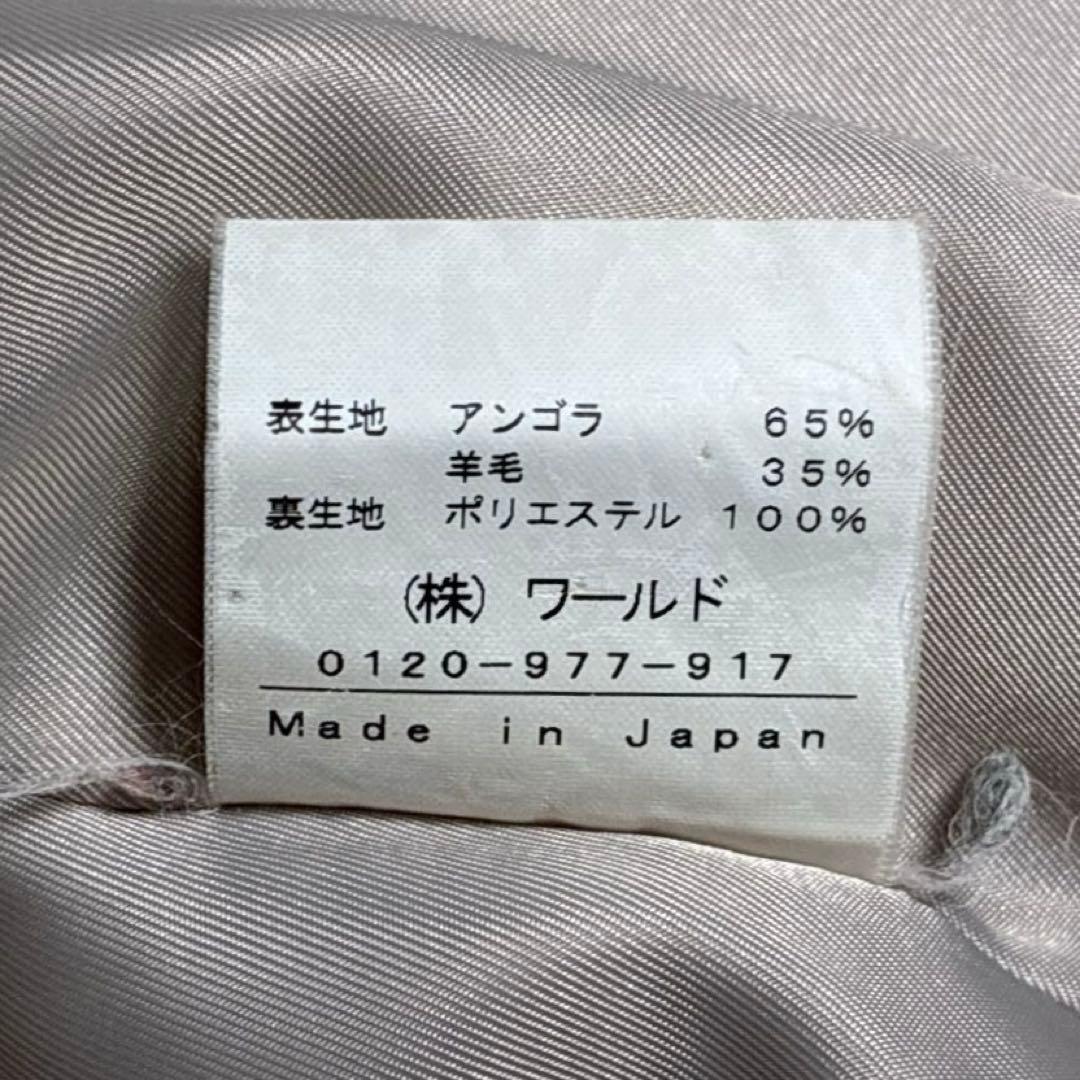 表生地 アンゴラ 65%
羊毛 35%
裏生地 ポリエステル 100%
(株) ワールド
0120-977-917
Made in Japan